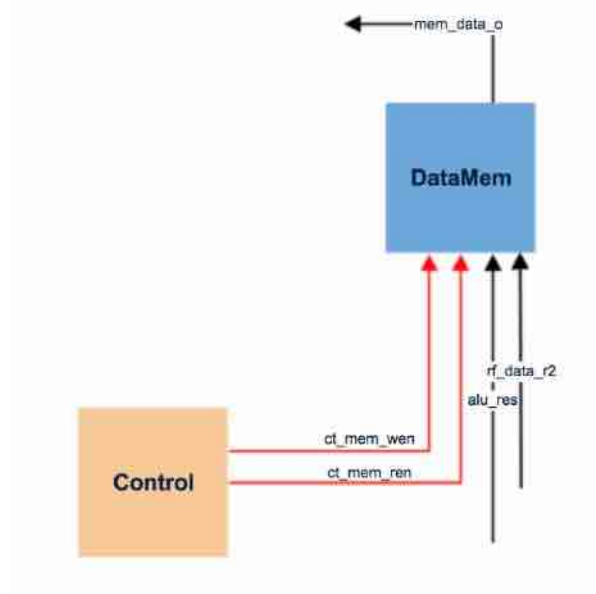 mem_data_o
DataMem
rf_data_r2
alu_res
ct_mem_wen
ct_mem_ren
Control